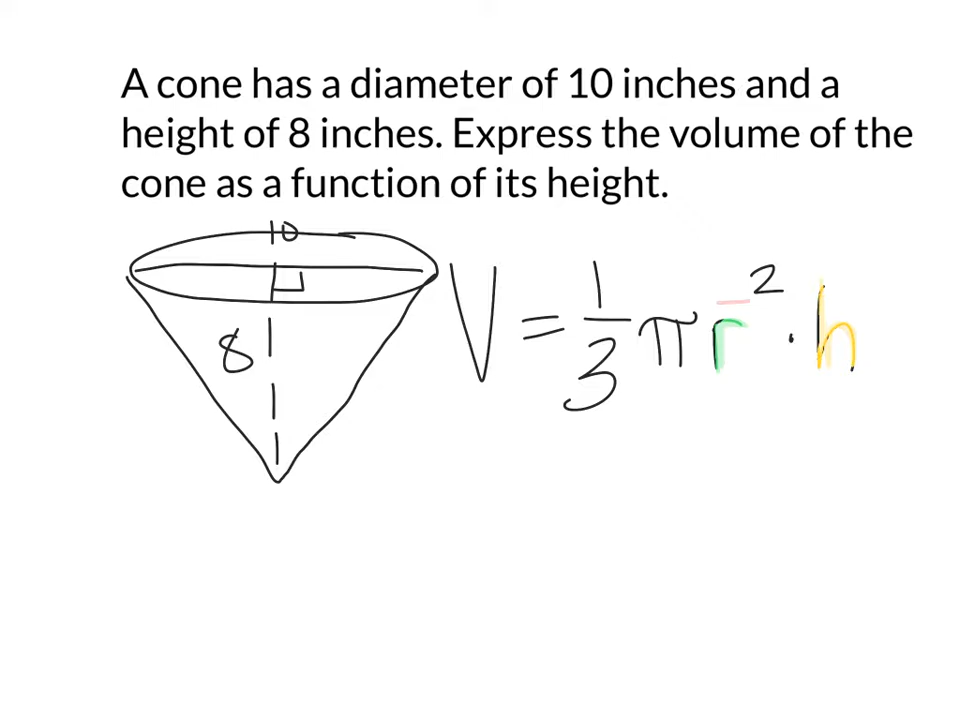 A cone has a diameter of 10 inches and a
height of 8 inches. Express the volume of the
cone as a function of its height.
10
8
V = 1/3 π r² · h